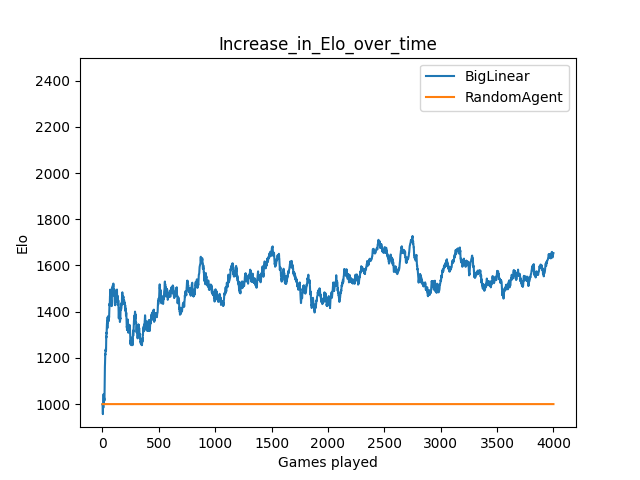 Increase_in_Elo_over_time
BigLinear
RandomAgent
Elo
2400
2200
2000
1800
1600
1400
1200
1000
0 500 1000 1500 2000 2500 3000 3500 4000
Games played